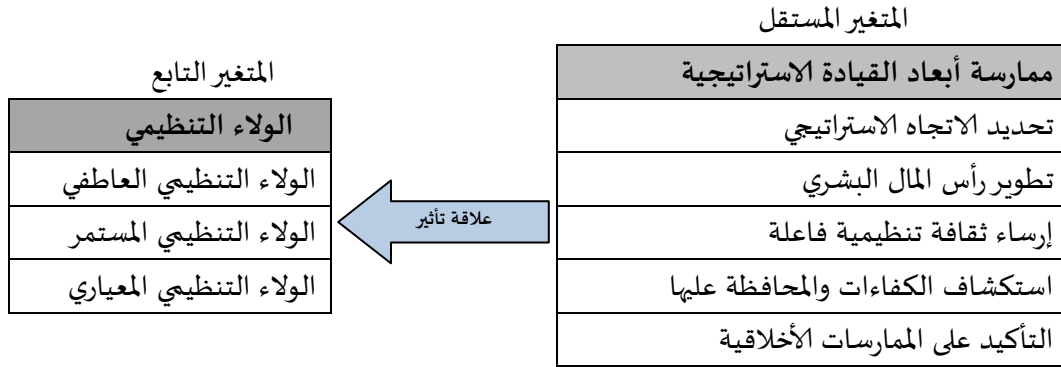 المتغير المستقل
ممارسة أبعاد القيادة الاستراتيجية
تحديد الاتجاه الاستراتيجي
تطوير رأس المال البشري
إرساء ثقافة تنظيمية فاعلة
استكشاف الكفاءات والمحافظة عليها
التأكيد على الممارسات الأخلاقية
علاقة تأثير
المتغير التابع
الولاء التنظيمي
الولاء التنظيمي العاطفي
الولاء التنظيمي المستمر
الولاء التنظيمي المعياري